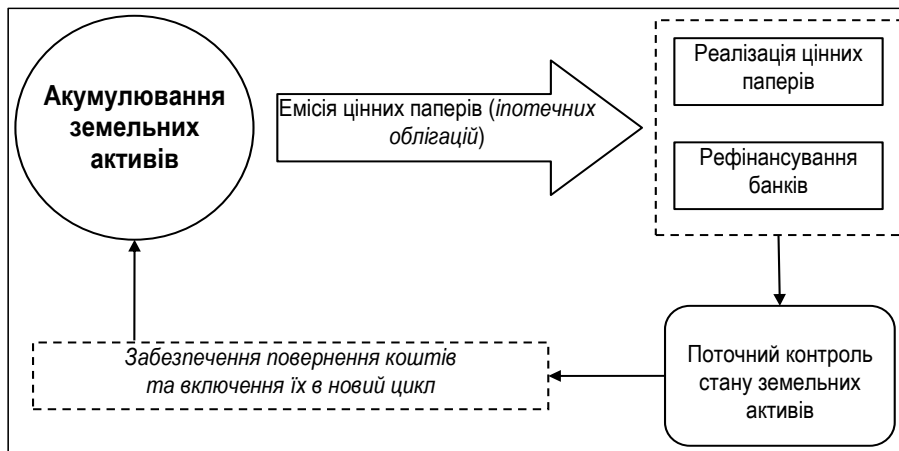 Акумулювання
земельних
активів
Емісія цінних паперів (іпотечних
облігацій)
Реалізація цінних
паперів
Рефінансування
банків
Поточний контроль
стану земельних
активів
Забезпечення повернення коштів
та включення їх в новий цикл